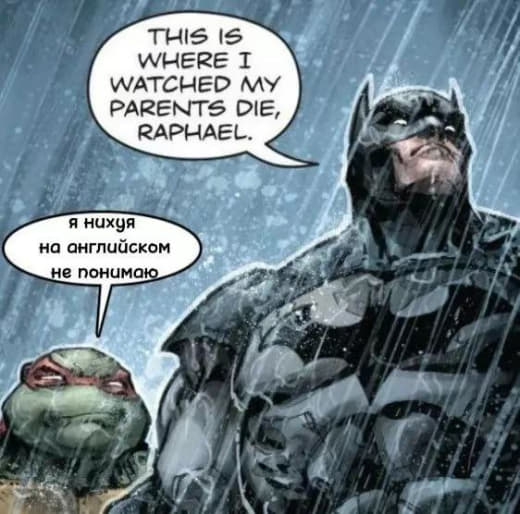 THIS IS
WHERE I
WATCHED MY
PARENTS DIE,
RAPHAEL.
я нихуя
на английском
не понимаю